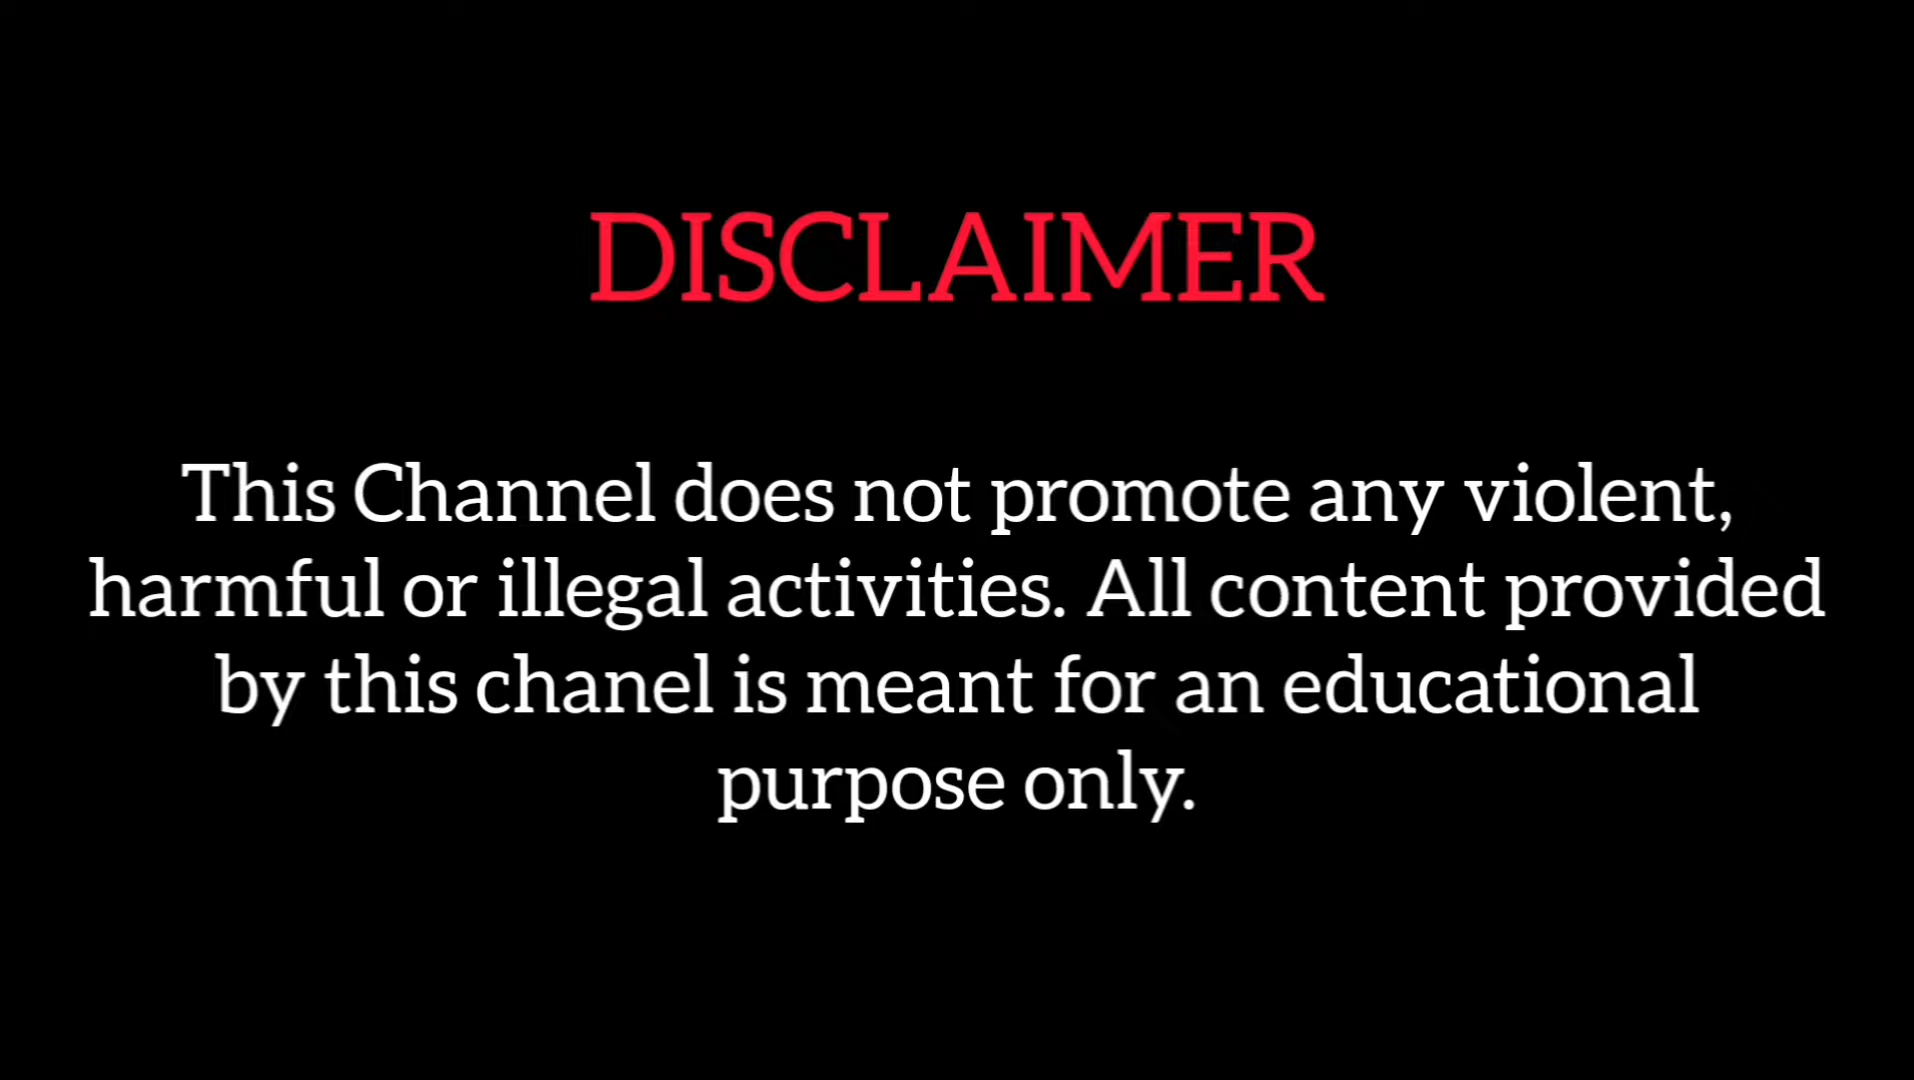 DISCLAIMER
This Channel does not promote any violent,
harmful or illegal activities. All content provided
by this chanel is meant for an educational
purpose only.